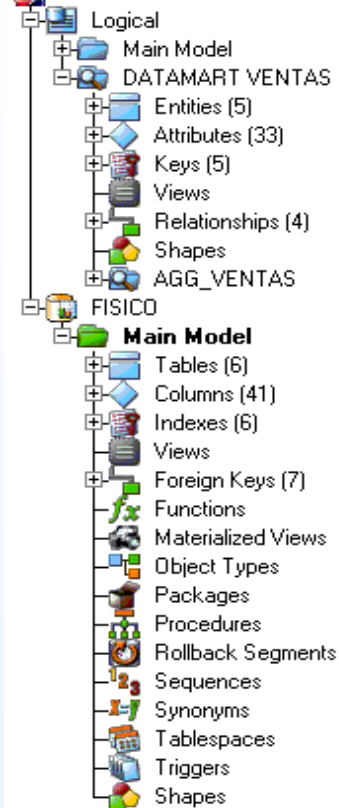 Logical
Main Model
DATAMART VENTAS
Entities (5)
Attributes (33)
Keys (5)
Views
Relationships (4)
Shapes
AGG_VENTAS
FISICO
Main Model
Tables (6)
Columns (41)
Indexes (6)
Views
Foreign Keys (7)
Functions
Materialized Views
Object Types
Packages
Procedures
Rollback Segments
Sequences
Synonyms
Tablespaces
Triggers
Shapes